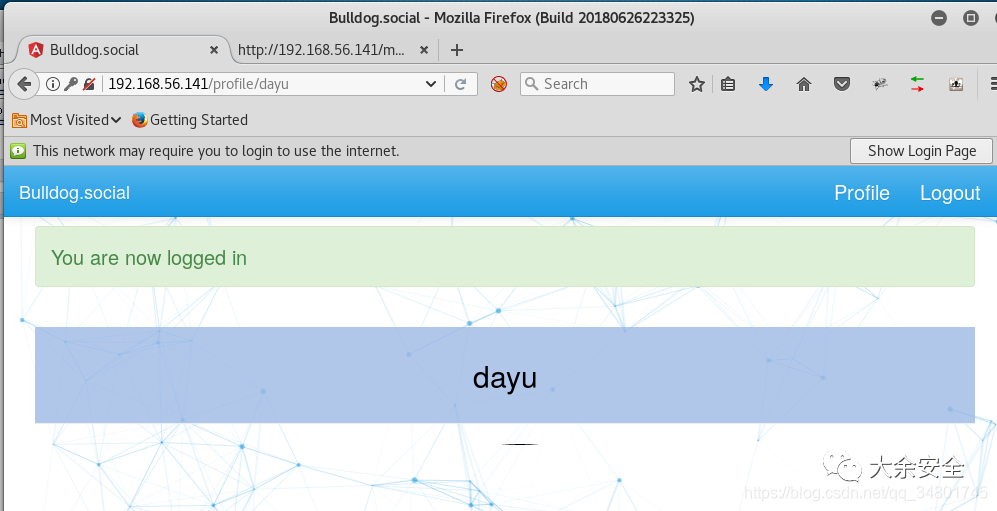 Bulldog.social - Mozilla Firefox (Build 20180626223325)
Bulldog.social
http://192.168.56.141/m...
192.168.56.141/profile/dayu
Search
Most Visited
Getting Started
This network may require you to login to use the internet.
Show Login Page
Bulldog.social
Profile
Logout
You are now logged in
dayu
大余安全
https://blog.csdn.net/qq_34801745